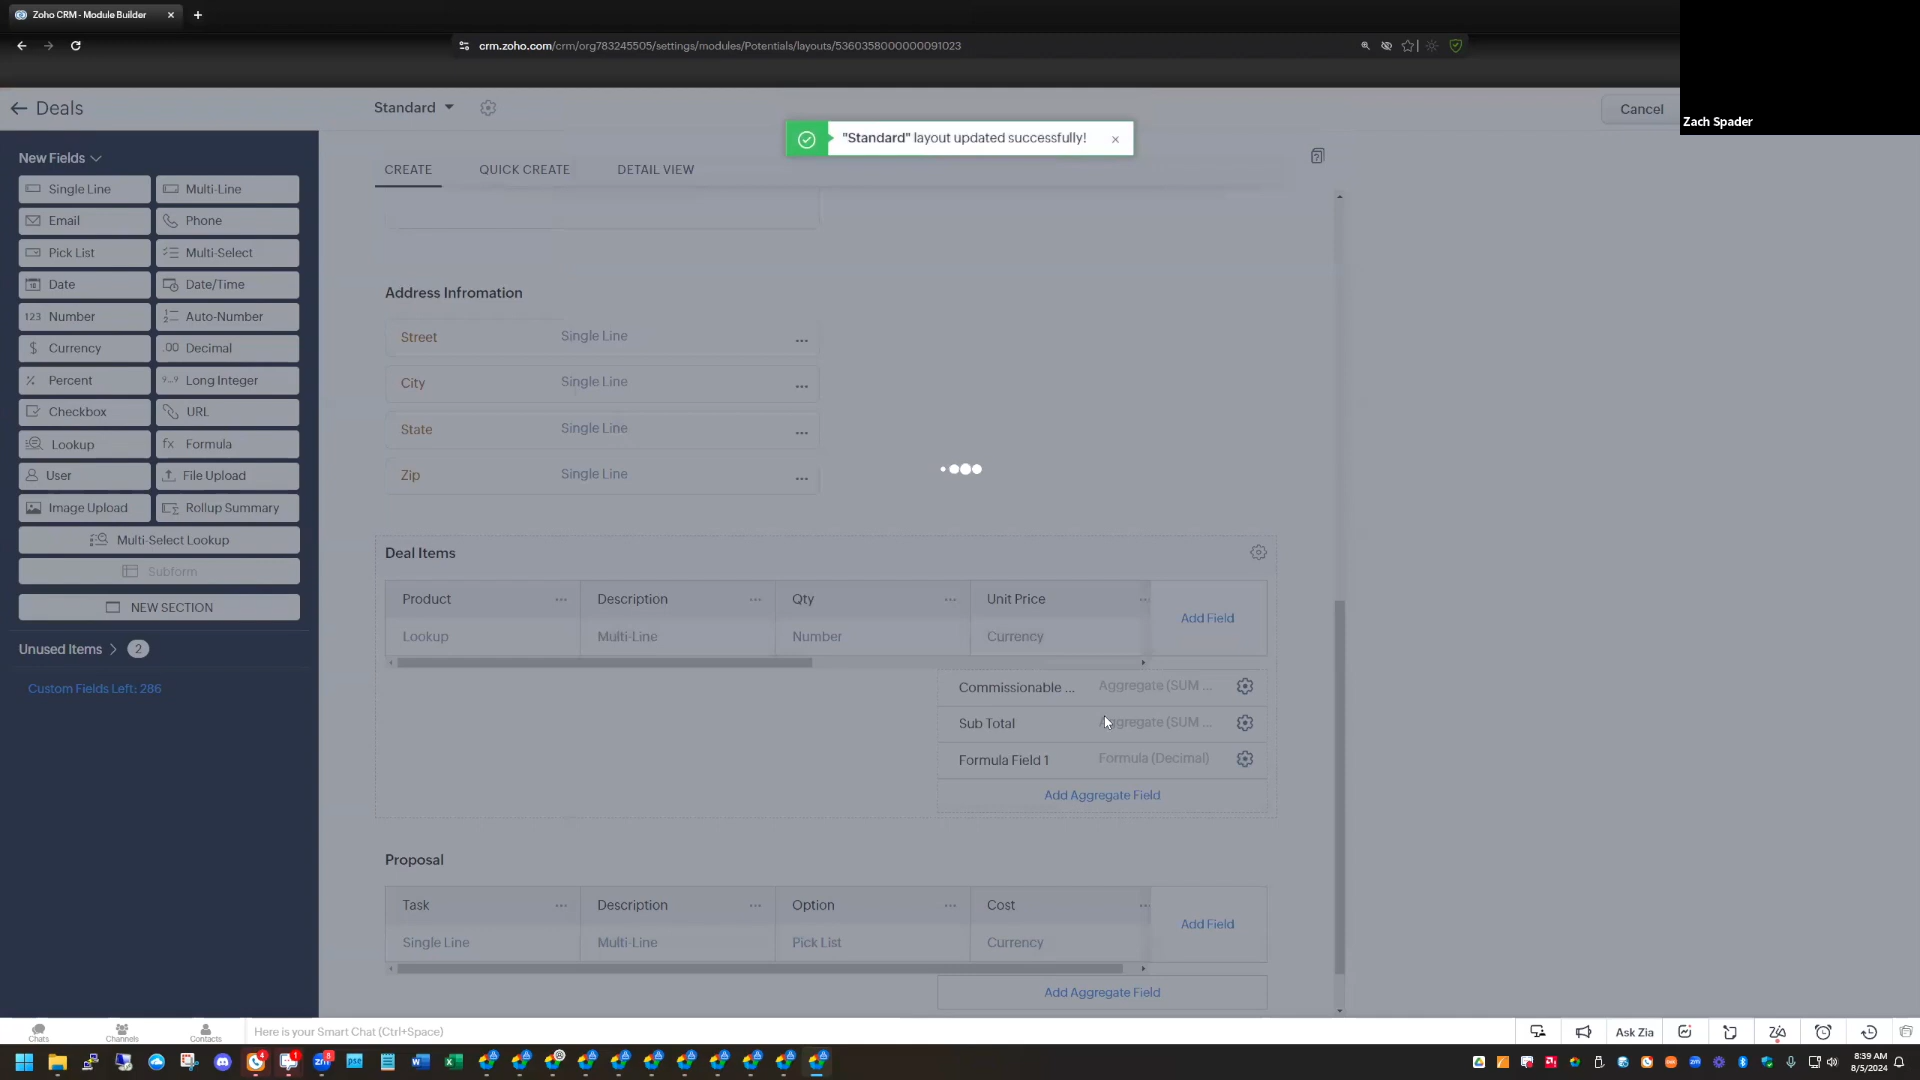 Zoho CRM - Module Builder
crm.zoho.com/crm/org783245505/settings/modules/Potentials/layouts/5360358000000091023
Zach Spader
Deals
Standard
Cancel
"Standard" layout updated successfully!
New Fields
CREATE QUICK CREATE DETAIL VIEW
Single Line Multi-Line
Email Phone
Pick List Multi-Select
Date Date/Time
Number Auto-Number
Currency Decimal
Percent Long Integer
Checkbox URL
Lookup Formula
User File Upload
Image Upload Rollup Summary
Multi-Select Lookup
Subform
NEW SECTION
Unused Items 2
Custom Fields Left: 286
Address Infromation
Street Single Line ...
City Single Line ...
State Single Line ...
Zip Single Line ...
Deal Items
Product ... Description ... Qty ... Unit Price ...
Lookup Multi-Line Number Currency
Add Field
Commissionable ... Aggregate (SUM ...
Sub Total Aggregate (SUM ...
Formula Field 1 Formula (Decimal)
Add Aggregate Field
Proposal
Task ... Description ... Option ... Cost ...
Single Line Multi-Line Pick List Currency
Add Field
Add Aggregate Field
Chats Channels Contacts
Here is your Smart Chat (Ctrl+Space)
Ask Zia
8:39 AM
8/5/2024